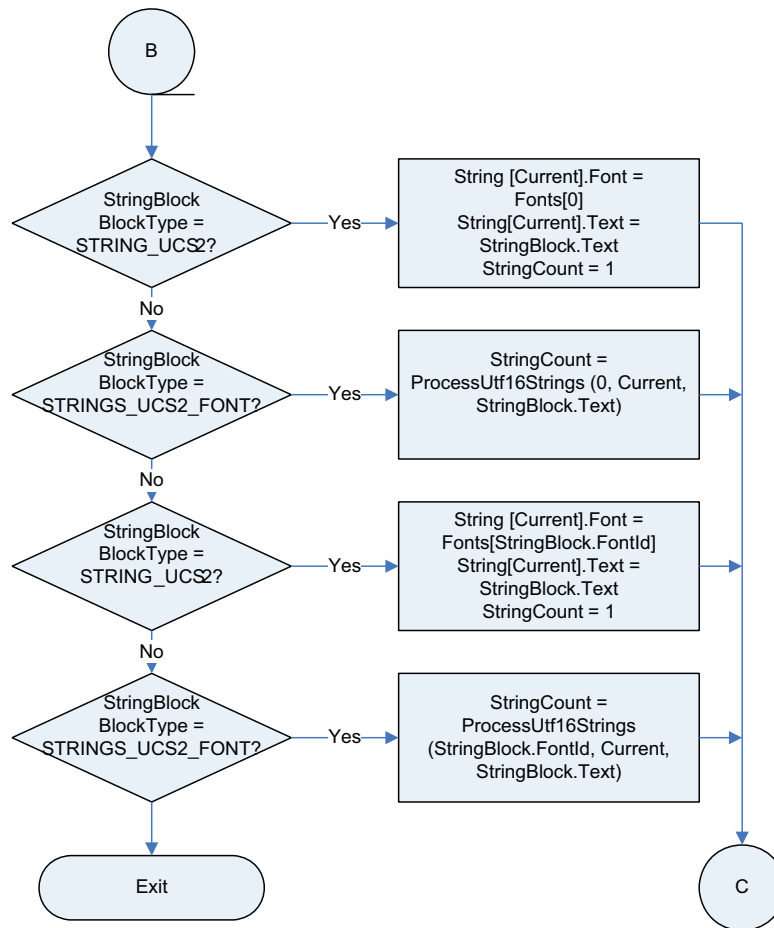 B
StringBlock
BlockType =
STRING_UCS2?
Yes
String [Current].Font =
Fonts[0]
String[Current].Text =
StringBlock.Text
StringCount = 1
No
StringBlock
BlockType =
STRINGS_UCS2_FONT?
Yes
StringCount =
ProcessUtf16Strings (0, Current,
StringBlock.Text)
No
StringBlock
BlockType =
STRING_UCS2?
Yes
String [Current].Font =
Fonts[StringBlock.FontId]
String[Current].Text =
StringBlock.Text
StringCount = 1
No
StringBlock
BlockType =
STRINGS_UCS2_FONT?
Yes
StringCount =
ProcessUtf16Strings
(StringBlock.FontId, Current,
StringBlock.Text)
Exit
C